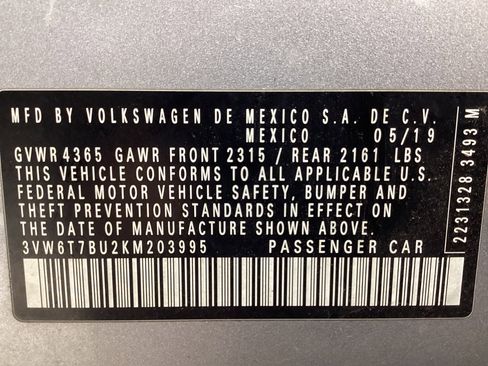 MFD BY VOLKSWAGEN DE MEXICO S.A. DE C.V.
MEXICO 05/19
GVWR 4365 GAWR FRONT 2315 / REAR 2161 LBS
THIS VEHICLE CONFORMS TO ALL APPLICABLE U.S.
FEDERAL MOTOR VEHICLE SAFETY, BUMPER AND
THEFT PREVENTION STANDARDS IN EFFECT ON
THE DATE OF MANUFACTURE SHOWN ABOVE.
3VW6T7BU2KM203995 PASSENGER CAR
2231328 3493 M